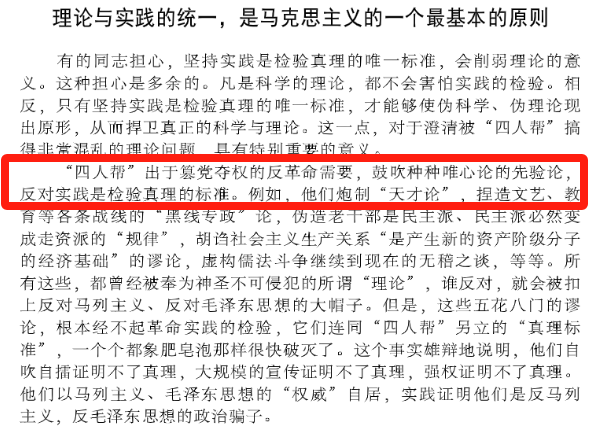 理论与实践的统一，是马克思主义的一个最基本的原则
有的同志担心，坚持实践是检验真理的唯一标准，会削弱理论的意
义。这种担心是多余的。凡是科学的理论，都不会害怕实践的检验。相
反，只有坚持实践是检验真理的唯一标准，才能够使伪科学、伪理论现
出原形，从而捍卫真正的科学与理论。这一点，对于澄清被“四人帮”搞
得非常混乱的理论问题，具有特别重要的意义。
“四人帮”出于篡党夺权的反革命需要，鼓吹种种唯心论的先验论，
反对实践是检验真理的标准。例如，他们炮制“天才论”，捏造文艺、教
育等各条战线的“黑线专政”论，伪造老干部是民主派、民主派必然变
成走资派的“规律”，胡诌社会主义生产关系“是产生新的资产阶级分子
的经济基础”的谬论，虚构儒法斗争继续到现在的无稽之谈，等等。所
有这些，都曾经被奉为神圣不可侵犯的所谓“理论”，谁反对，就会被扣
上反对马列主义、反对毛泽东思想的大帽子。但是，这些五花八门的谬
论，根本经不起革命实践的检验，它们连同“四人帮”另立的“真理标
准”，一个个都象肥皂泡那样很快破灭了。这个事实雄辩地说明，他们自
吹自擂证明不了真理，大规模的宣传证明不了真理，强权证明不了真理。
他们以马列主义、毛泽东思想的“权威”自居，实践证明他们是反马列
主义，反毛泽东思想的政治骗子。